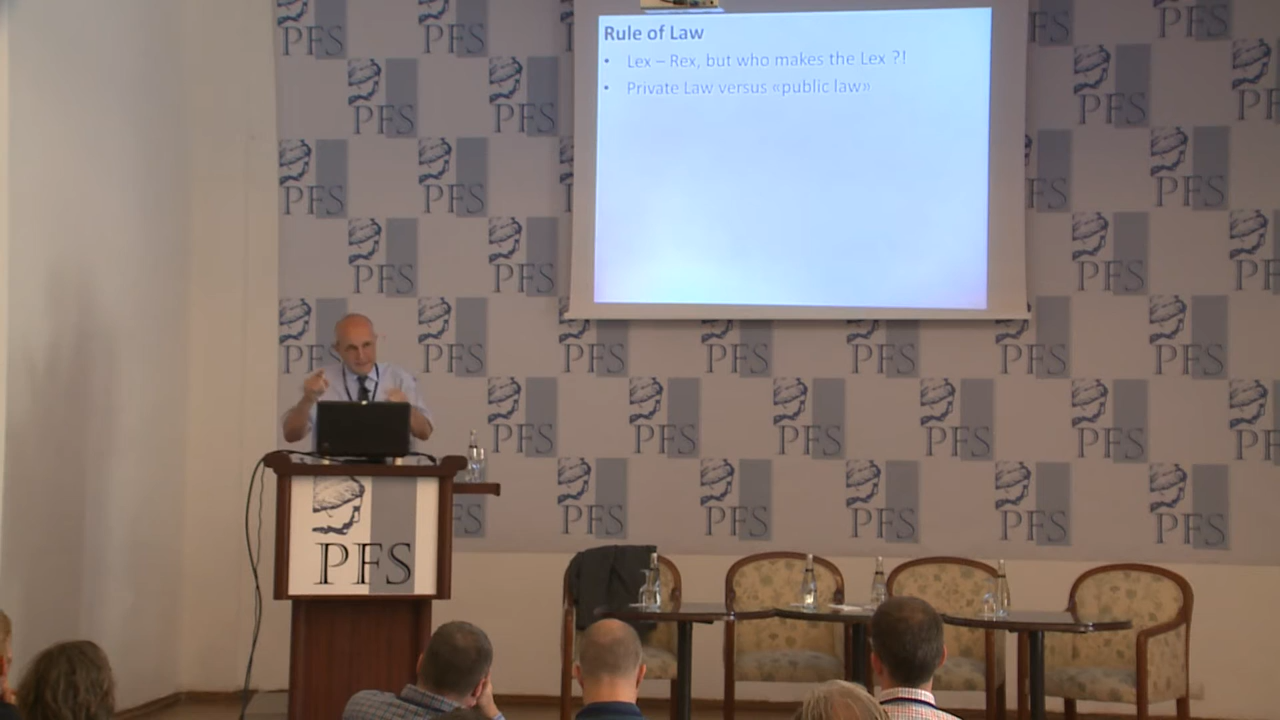 Rule of Law
• Lex – Rex, but who makes the Lex ?!
• Private Law versus «public law»
PFS